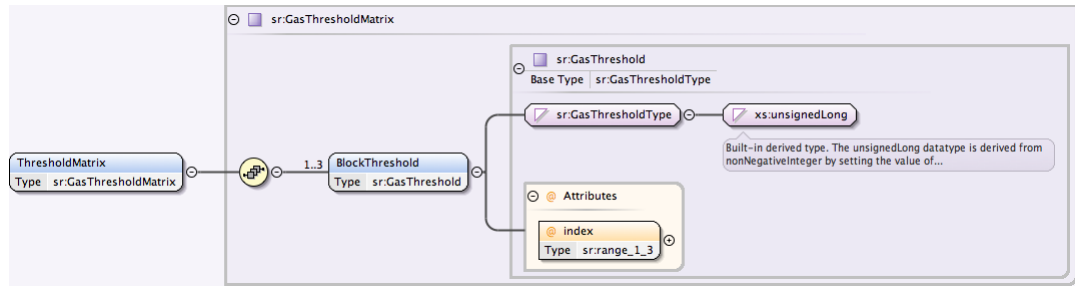 sr:GasThresholdMatrix
sr:GasThreshold
Base Type sr:GasThresholdType
sr:GasThresholdType
xs:unsignedLong
Built-in derived type. The unsignedLong datatype is derived from
nonNegativeInteger by setting the value of...
ThresholdMatrix
Type sr:GasThresholdMatrix
1..3
BlockThreshold
Type sr:GasThreshold
@ Attributes
@ index
Type sr:range_1_3